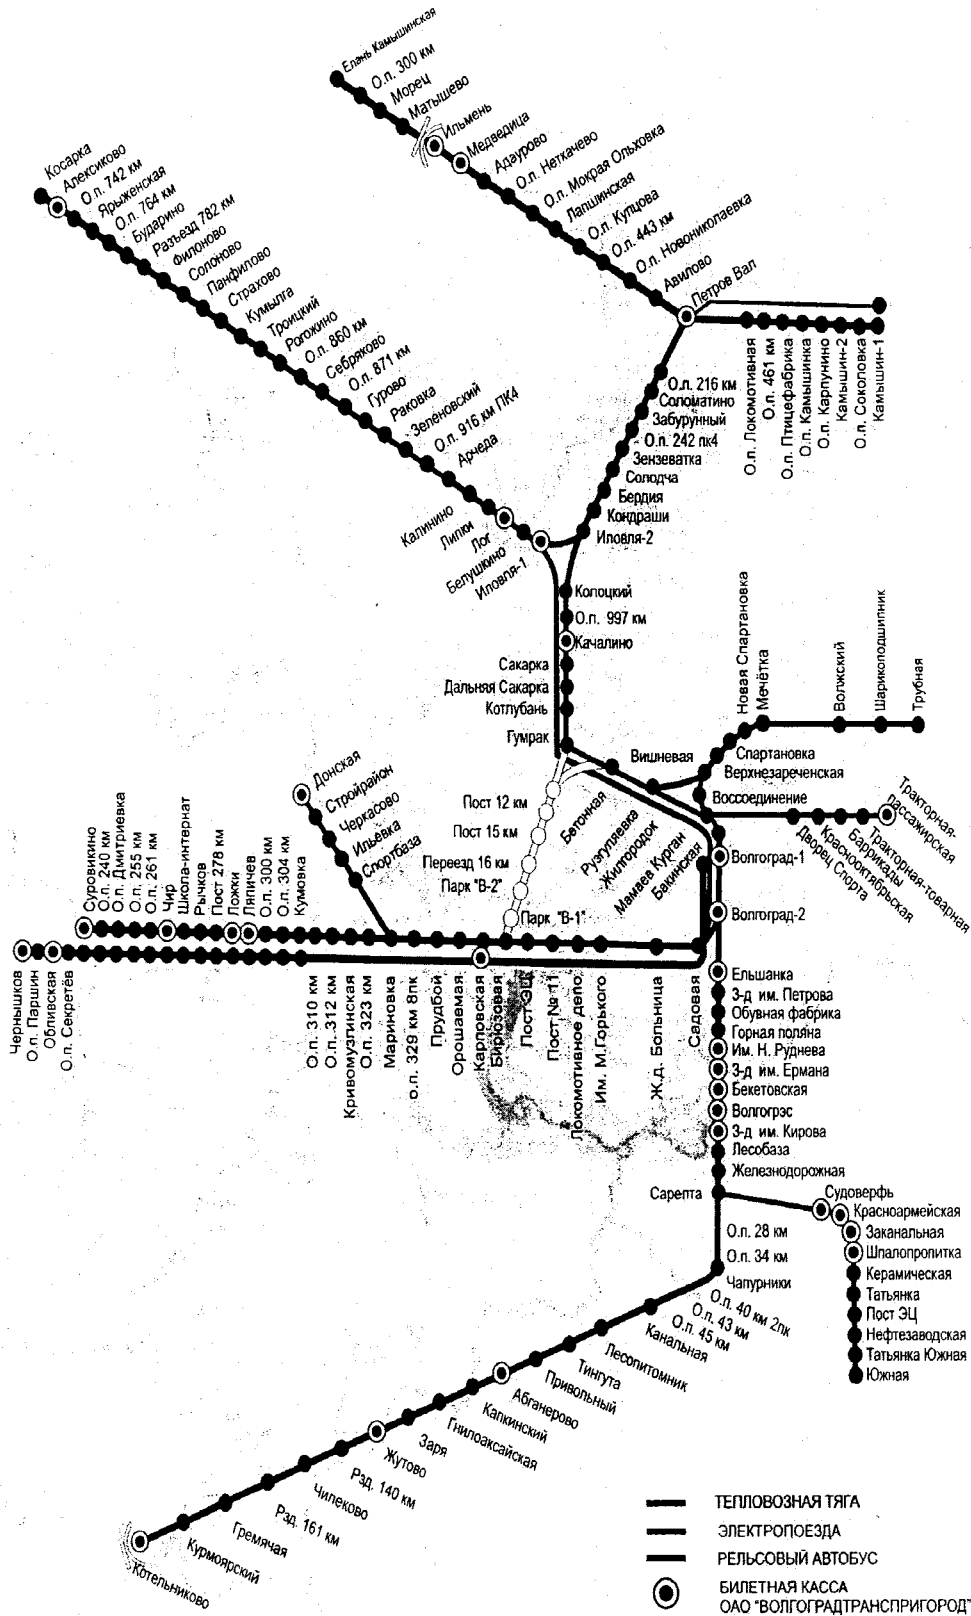 Елань Камышинская
О.п. 300 км
Морец
Матышево
Ильмень
Медведица
Адаурово
О.п. Неткачево
О.п. Мокрая Ольховка
Лапшинская
О.п. Купцова
О.п. 443 км
О.п. Новониколаевка
Авилово
Петров Вал
Косарка
Алексиково
О.п. 742 км
Ярыженская
О.п. 764 км
Бударино
Разъезд 782 км
Филоново
Солоново
Панфилово
Страхово
Кумылга
Троицкий
Рогожино
О.п. 860 км
Себряково
О.п. 871 км
Гурово
Раковка
Зеленовский
О.п. 916 км ПК4
Арчеда
Калинино
Липки
Лог
Белушкино
Иловля-1
О.п. Локомотивная
О.п. 461 км
О.п. Птицефабрика
О.п. Камышинка
О.п. Карпунино
Камышин-2
О.п. Соколовка
Камышин-1
О.п. 216 км
Соломатино
Забурунный
О.п. 242 пк4
Зензеватка
Солодча
Бердия
Кондраши
Иловля-2
Колоцкий
О.п. 997 км
Качалино
Сакарка
Дальняя Сакарка
Котлубань
Гумрак
Вишневая
Новая Спартановка
Мечётка
Волжский
Шарикоподшипник
Трубная
Спартановка
Верхнезареченская
Воссоединение
Дворец Спорта
Краснооктябрьская
Баррикады
Тракторная-товарная
Тракторная-
пассажирская
Пост 12 км
Пост 15 км
Переезд 16 км
Парк "В-2"
Парк "В-1"
Бетонная
Разгуляевка
Жилгородок
Мамаев Курган
Бакинская
Волгоград-1
Волгоград-2
Донская
Стройрайон
Черкасово
Ильёвка
Спортбаза
Суровикино
О.п. 240 км
О.п. Дмитриевка
О.п. 255 км
О.п. 261 км
Чир
Школа-интернат
Рычков
Пост 278 км
Ложки
Ляпичев
О.п. 300 км
О.п. 304 км
Кумовка
Чернышков
О.п. Паршин
Обливская
О.п. Секретёв
О.п. 310 км
О.п. 312 км
Кривомузгинская
О.п. 323 км
Мариновка
о.п. 329 км 8пк
Прудбой
Орошаемая
Карповская
Бирюзовая
Пост ЭЦ
Пост № 11
Локомотивное депо
Им. М.Горького
Ж.д. Больница
Садовая
Ельшанка
З-д им. Петрова
Обувная фабрика
Горная поляна
Им. Н. Руднева
З-д им. Ермана
Бекетовская
Волгогрэс
З-д им. Кирова
Лесобаза
Железнодорожная
Сарепта
Судоверфь
Красноармейская
Заканальная
Шпалопропитка
Керамическая
Татьянка
Пост ЭЦ
Нефтезаводская
Татьянка Южная
Южная
О.п. 28 км
О.п. 34 км
Чапурники
О.п. 40 км 2пк
О.п. 43 км
О.п. 45 км
Канальная
Лесопитомник
Тингута
Привольный
Абганерово
Капкинский
Гнилоаксайская
Заря
Жутово
Рзд. 140 км
Чилеково
Рзд. 161 км
Гремячая
Курмоярский
Котельниково
ТЕПЛОВОЗНАЯ ТЯГА
ЭЛЕКТРОПОЕЗДА
РЕЛЬСОВЫЙ АВТОБУС
БИЛЕТНАЯ КАССА
ОАО "ВОЛГОГРАДТРАНСПРИГОРОД"